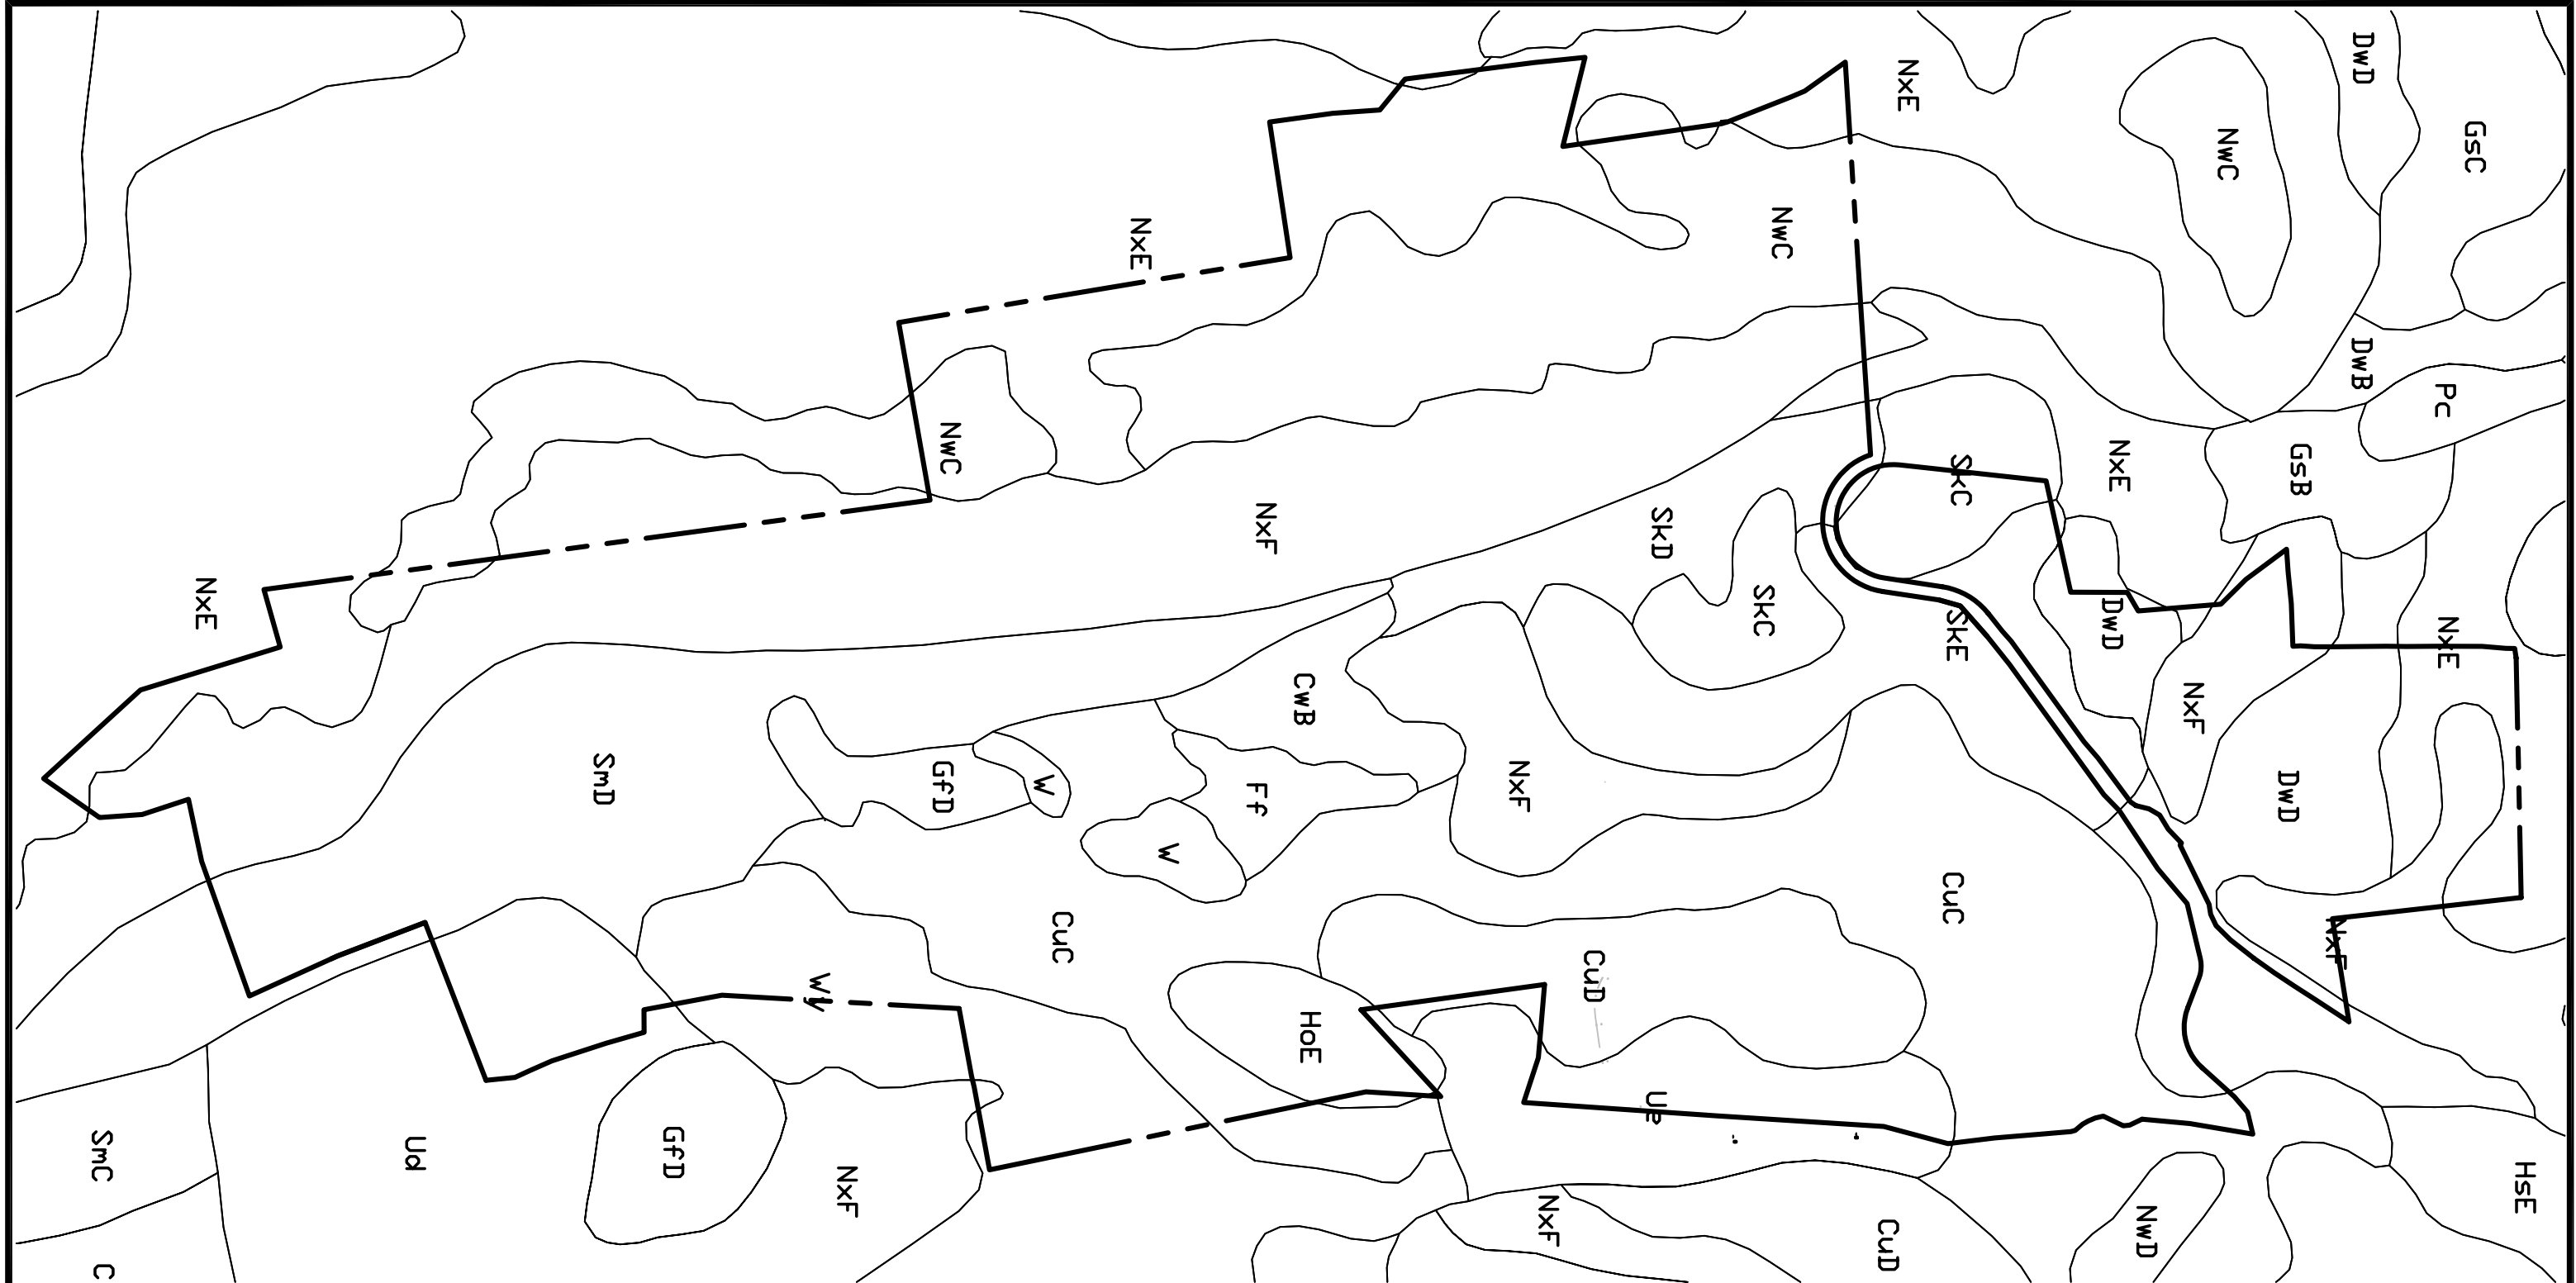 DwD
NxE
GsC
NwC
NwC
NxE
DwB
Pc
NwC
NxE
GsB
SkC
NxF
SkD
NxE
SkC
DwD
SkE
NxE
CwB
NxF
SmD
GfD
W
Ff
NxF
DwD
W
CuC
CuC
NxF
CuD
Wy
HoE
Up
SmC
Ud
GfD
NxF
HsE
NxF
NwD
CuD
C